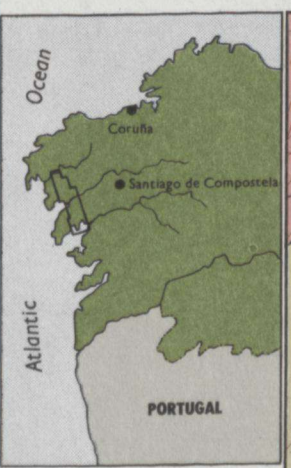 Ocean
Coruña
Santiago de Compostela
Atlantic
PORTUGAL